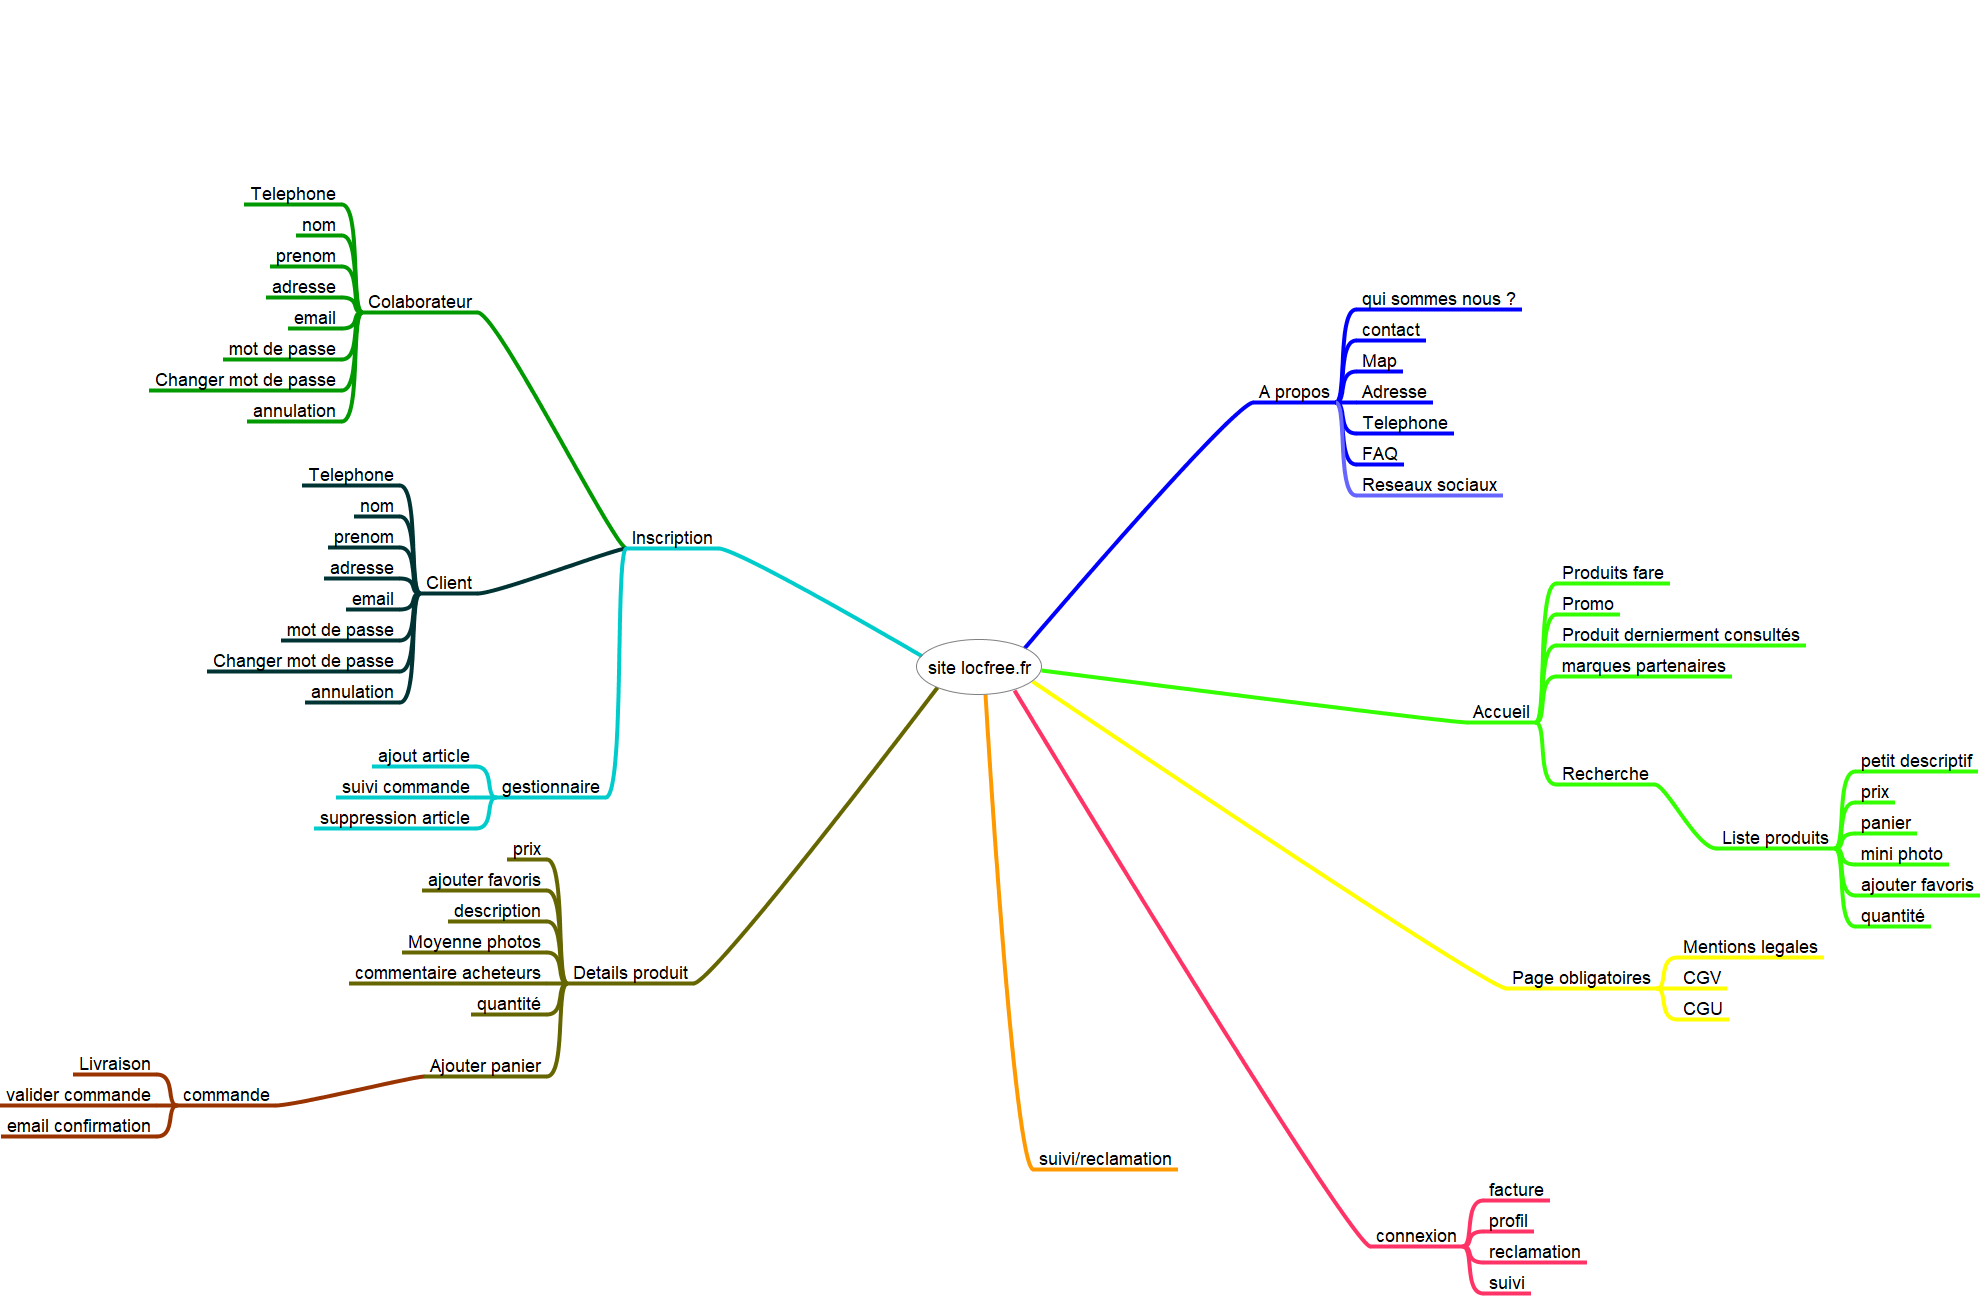 site locfree.fr
Inscription
Colaborateur
Telephone
nom
prenom
adresse
email
mot de passe
Changer mot de passe
annulation
Client
Telephone
nom
prenom
adresse
email
mot de passe
Changer mot de passe
annulation
gestionnaire
ajout article
suivi commande
suppression article
Details produit
prix
ajouter favoris
description
Moyenne photos
commentaire acheteurs
quantité
Ajouter panier
commande
Livraison
valider commande
email confirmation
A propos
qui sommes nous ?
contact
Map
Adresse
Telephone
FAQ
Reseaux sociaux
Accueil
Produits fare
Promo
Produit dernierment consultés
marques partenaires
Recherche
Liste produits
petit descriptif
prix
panier
mini photo
ajouter favoris
quantité
Page obligatoires
Mentions legales
CGV
CGU
suivi/reclamation
connexion
facture
profil
reclamation
suivi